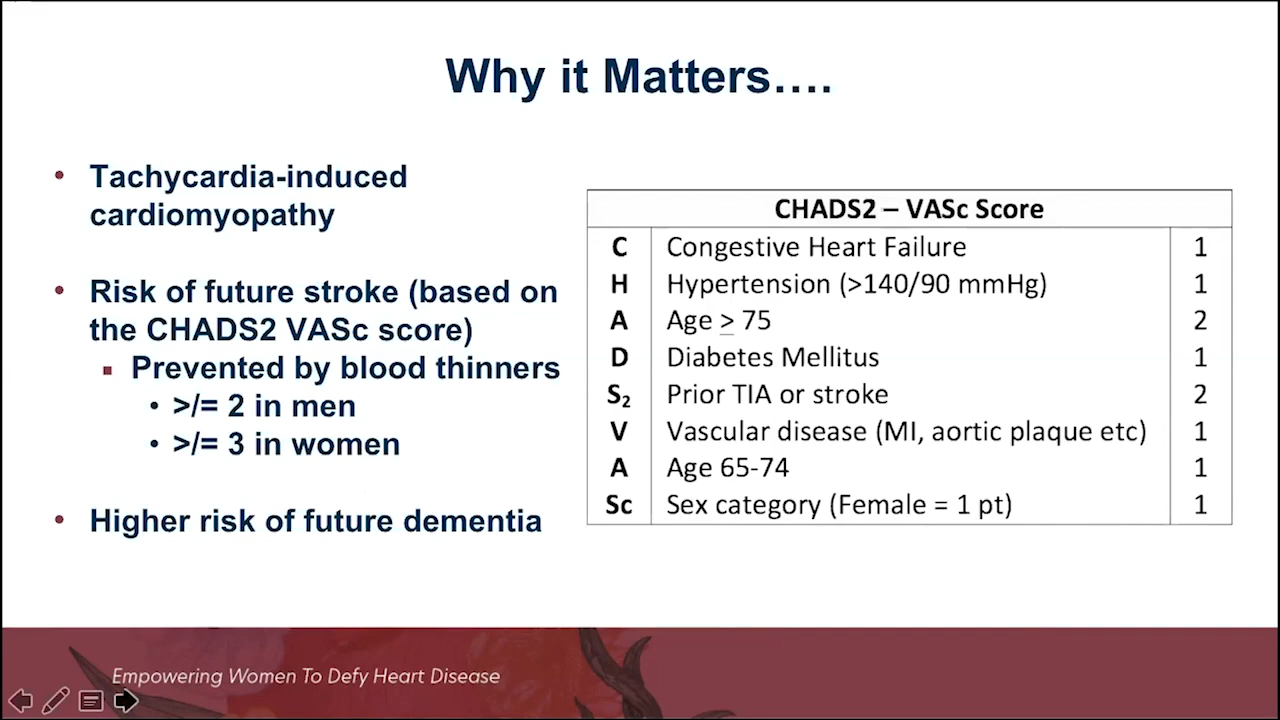 Why it Matters....
• Tachycardia-induced
cardiomyopathy
• Risk of future stroke (based on
the CHADS2 VASc score)
▪ Prevented by blood thinners
• >/= 2 in men
• >/= 3 in women
• Higher risk of future dementia
CHADS2 – VASc Score
C Congestive Heart Failure 1
H Hypertension (>140/90 mmHg) 1
A Age ≥ 75 2
D Diabetes Mellitus 1
S₂ Prior TIA or stroke 2
V Vascular disease (MI, aortic plaque etc) 1
A Age 65-74 1
Sc Sex category (Female = 1 pt) 1
Empowering Women To Defy Heart Disease